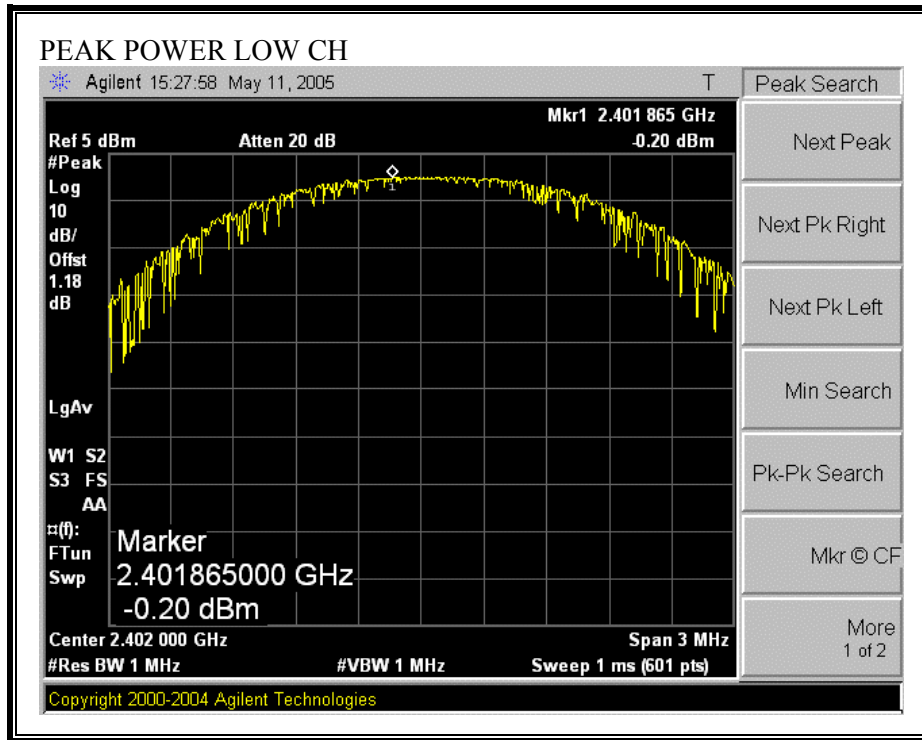 PEAK POWER LOW CH
Agilent 15:27:58 May 11, 2005 T
Peak Search
Mkr1 2.401 865 GHz
Ref 5 dBm Atten 20 dB -0.20 dBm
#Peak
Log
10
dB/
Offst
1.18
dB
1
LgAv
W1 S2
S3 FS
AA
¤(f):
FTun
Swp
Marker
2.401865000 GHz
-0.20 dBm
Center 2.402 000 GHz Span 3 MHz
#Res BW 1 MHz #VBW 1 MHz Sweep 1 ms (601 pts)
Copyright 2000-2004 Agilent Technologies
Next Peak
Next Pk Right
Next Pk Left
Min Search
Pk-Pk Search
Mkr © CF
More
1 of 2